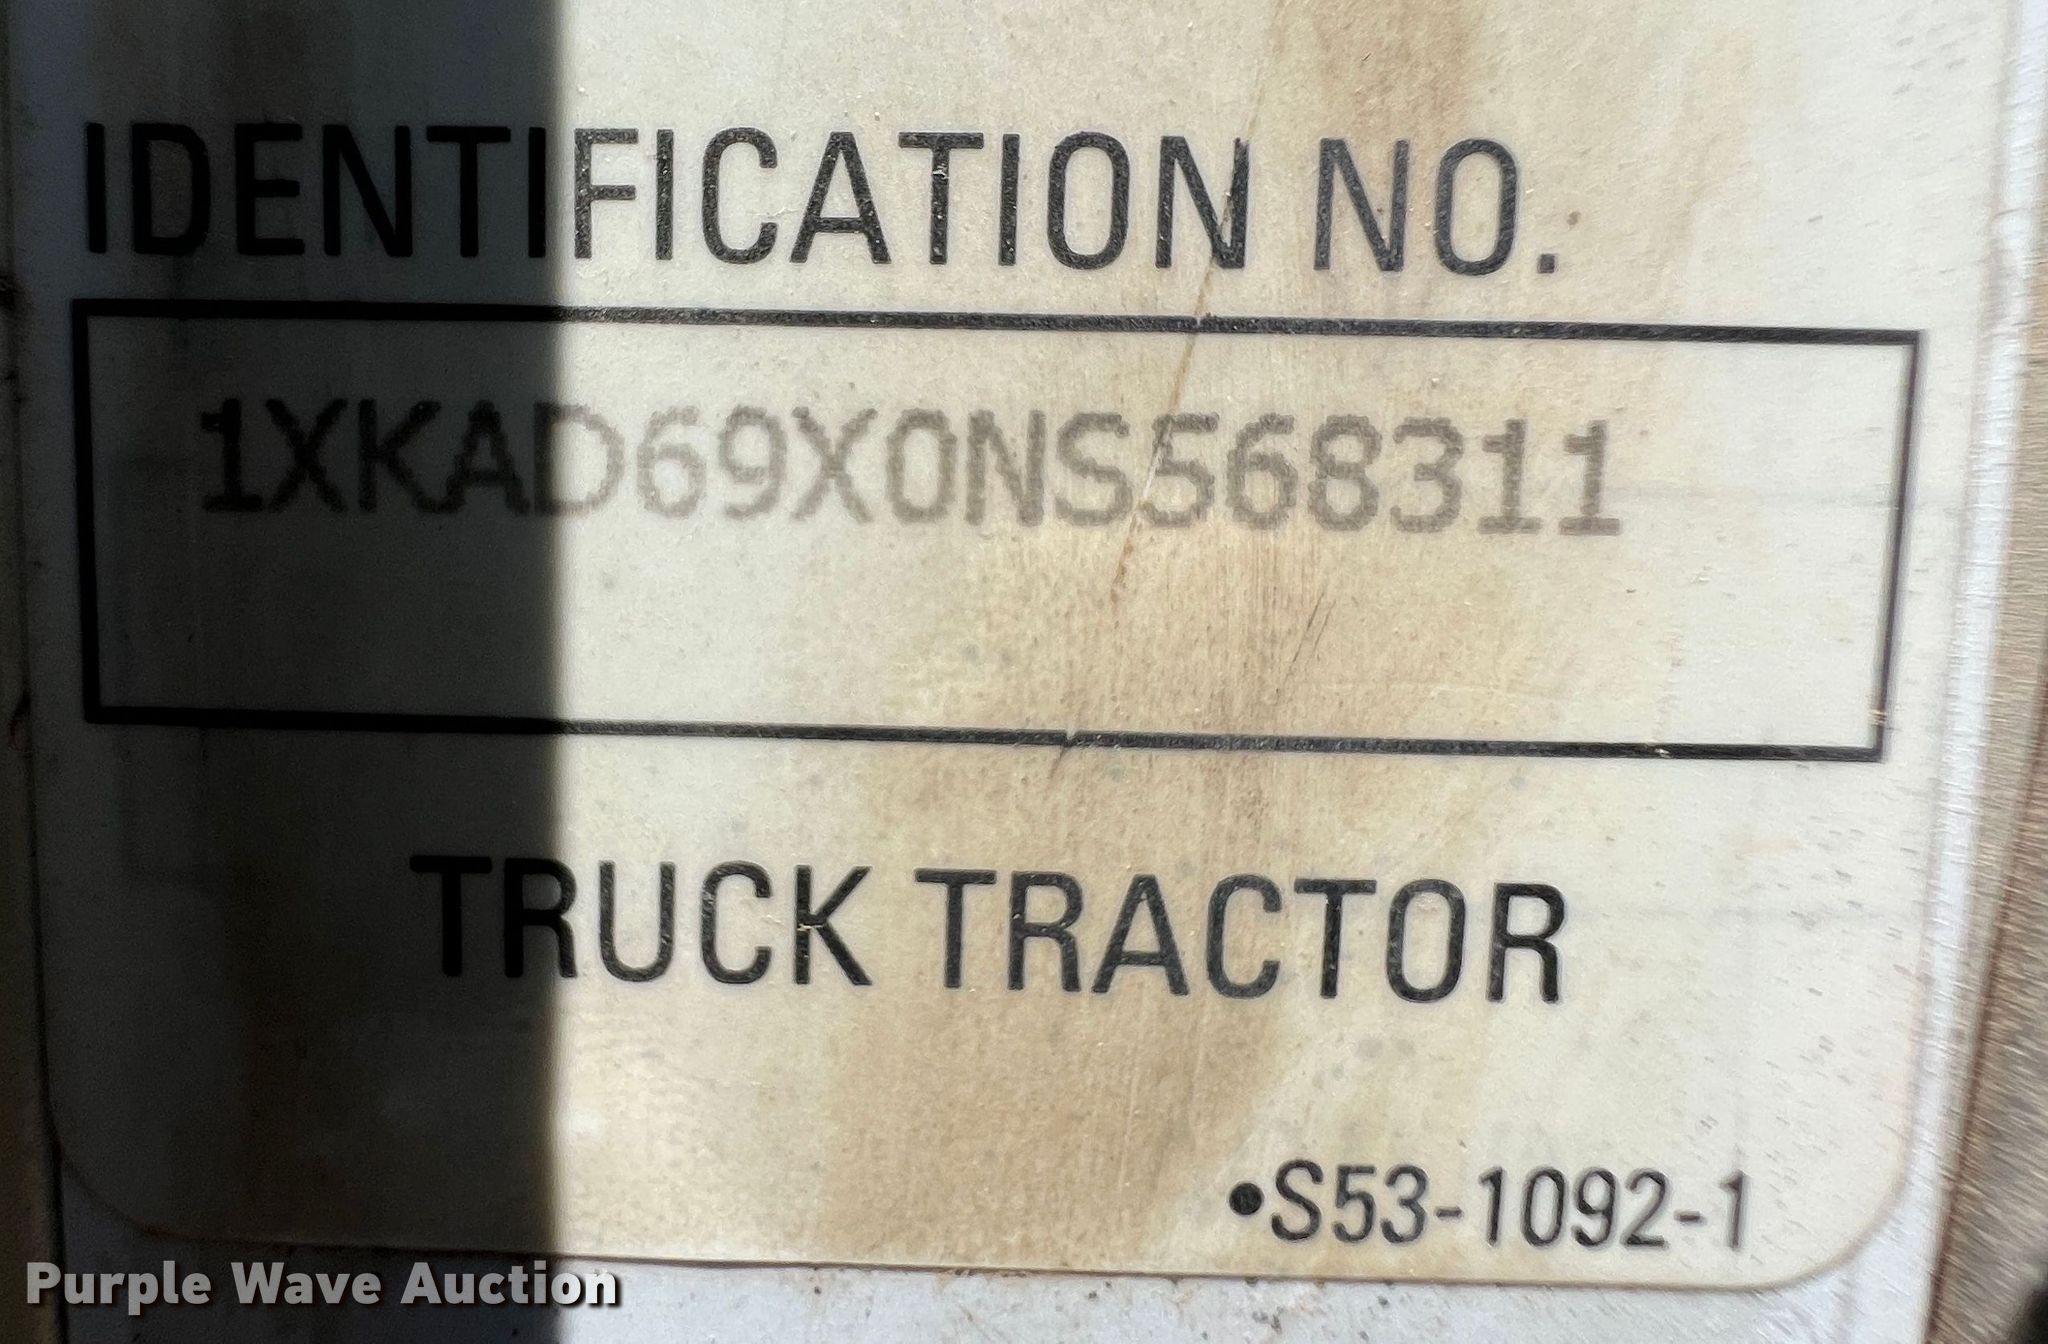 IDENTIFICATION NO.
1XKAD69X0NS568311
TRUCK TRACTOR
•S53-1092-1
Purple Wave Auction